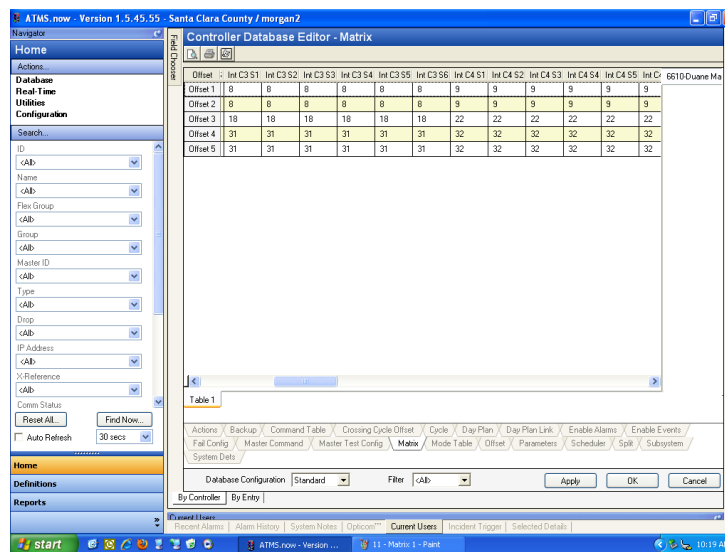 ATMS.now - Version 1.5.45.55 - Santa Clara County / morgan2
Navigator
Home
Actions...
Database
Real-Time
Utilities
Configuration
Search...
ID
<All>
Name
<All>
Flex Group
<All>
Group
<All>
Master ID
<All>
Type
<All>
Drop
<All>
IP Address
<All>
X-Reference
<All>
Comm Status
Reset All... Find Now...
Auto Refresh 30 secs
Home
Definitions
Reports
Field Chooser
Controller Database Editor - Matrix
Offset Int C3 S1 Int C3 S2 Int C3 S3 Int C3 S4 Int C3 S5 Int C3 S6 Int C4 S1 Int C4 S2 Int C4 S3 Int C4 S4 Int C4 S5 Int C4 6610-Duane Ma
Offset 1 8 8 8 8 8 8 9 9 9 9 9 9
Offset 2 8 8 8 8 8 8 9 9 9 9 9 9
Offset 3 18 18 18 18 18 18 22 22 22 22 22 22
Offset 4 31 31 31 31 31 31 32 32 32 32 32 32
Offset 5 31 31 31 31 31 31 32 32 32 32 32 32
Table 1
Actions Backup Command Table Crossing Cycle Offset Cycle Day Plan Day Plan Link Enable Alarms Enable Events
Fail Config Master Command Master Test Config Matrix Mode Table Offset Parameters Scheduler Split Subsystem
System Dets
Database Configuration Standard Filter <All> Apply OK Cancel
By Controller By Entry
Current Users
Recent Alarms Alarm History System Notes Opticom™ Current Users Incident Trigger Selected Details
start ATMS.now - Version ... 11 - Matrix 1 - Paint 10:19 A